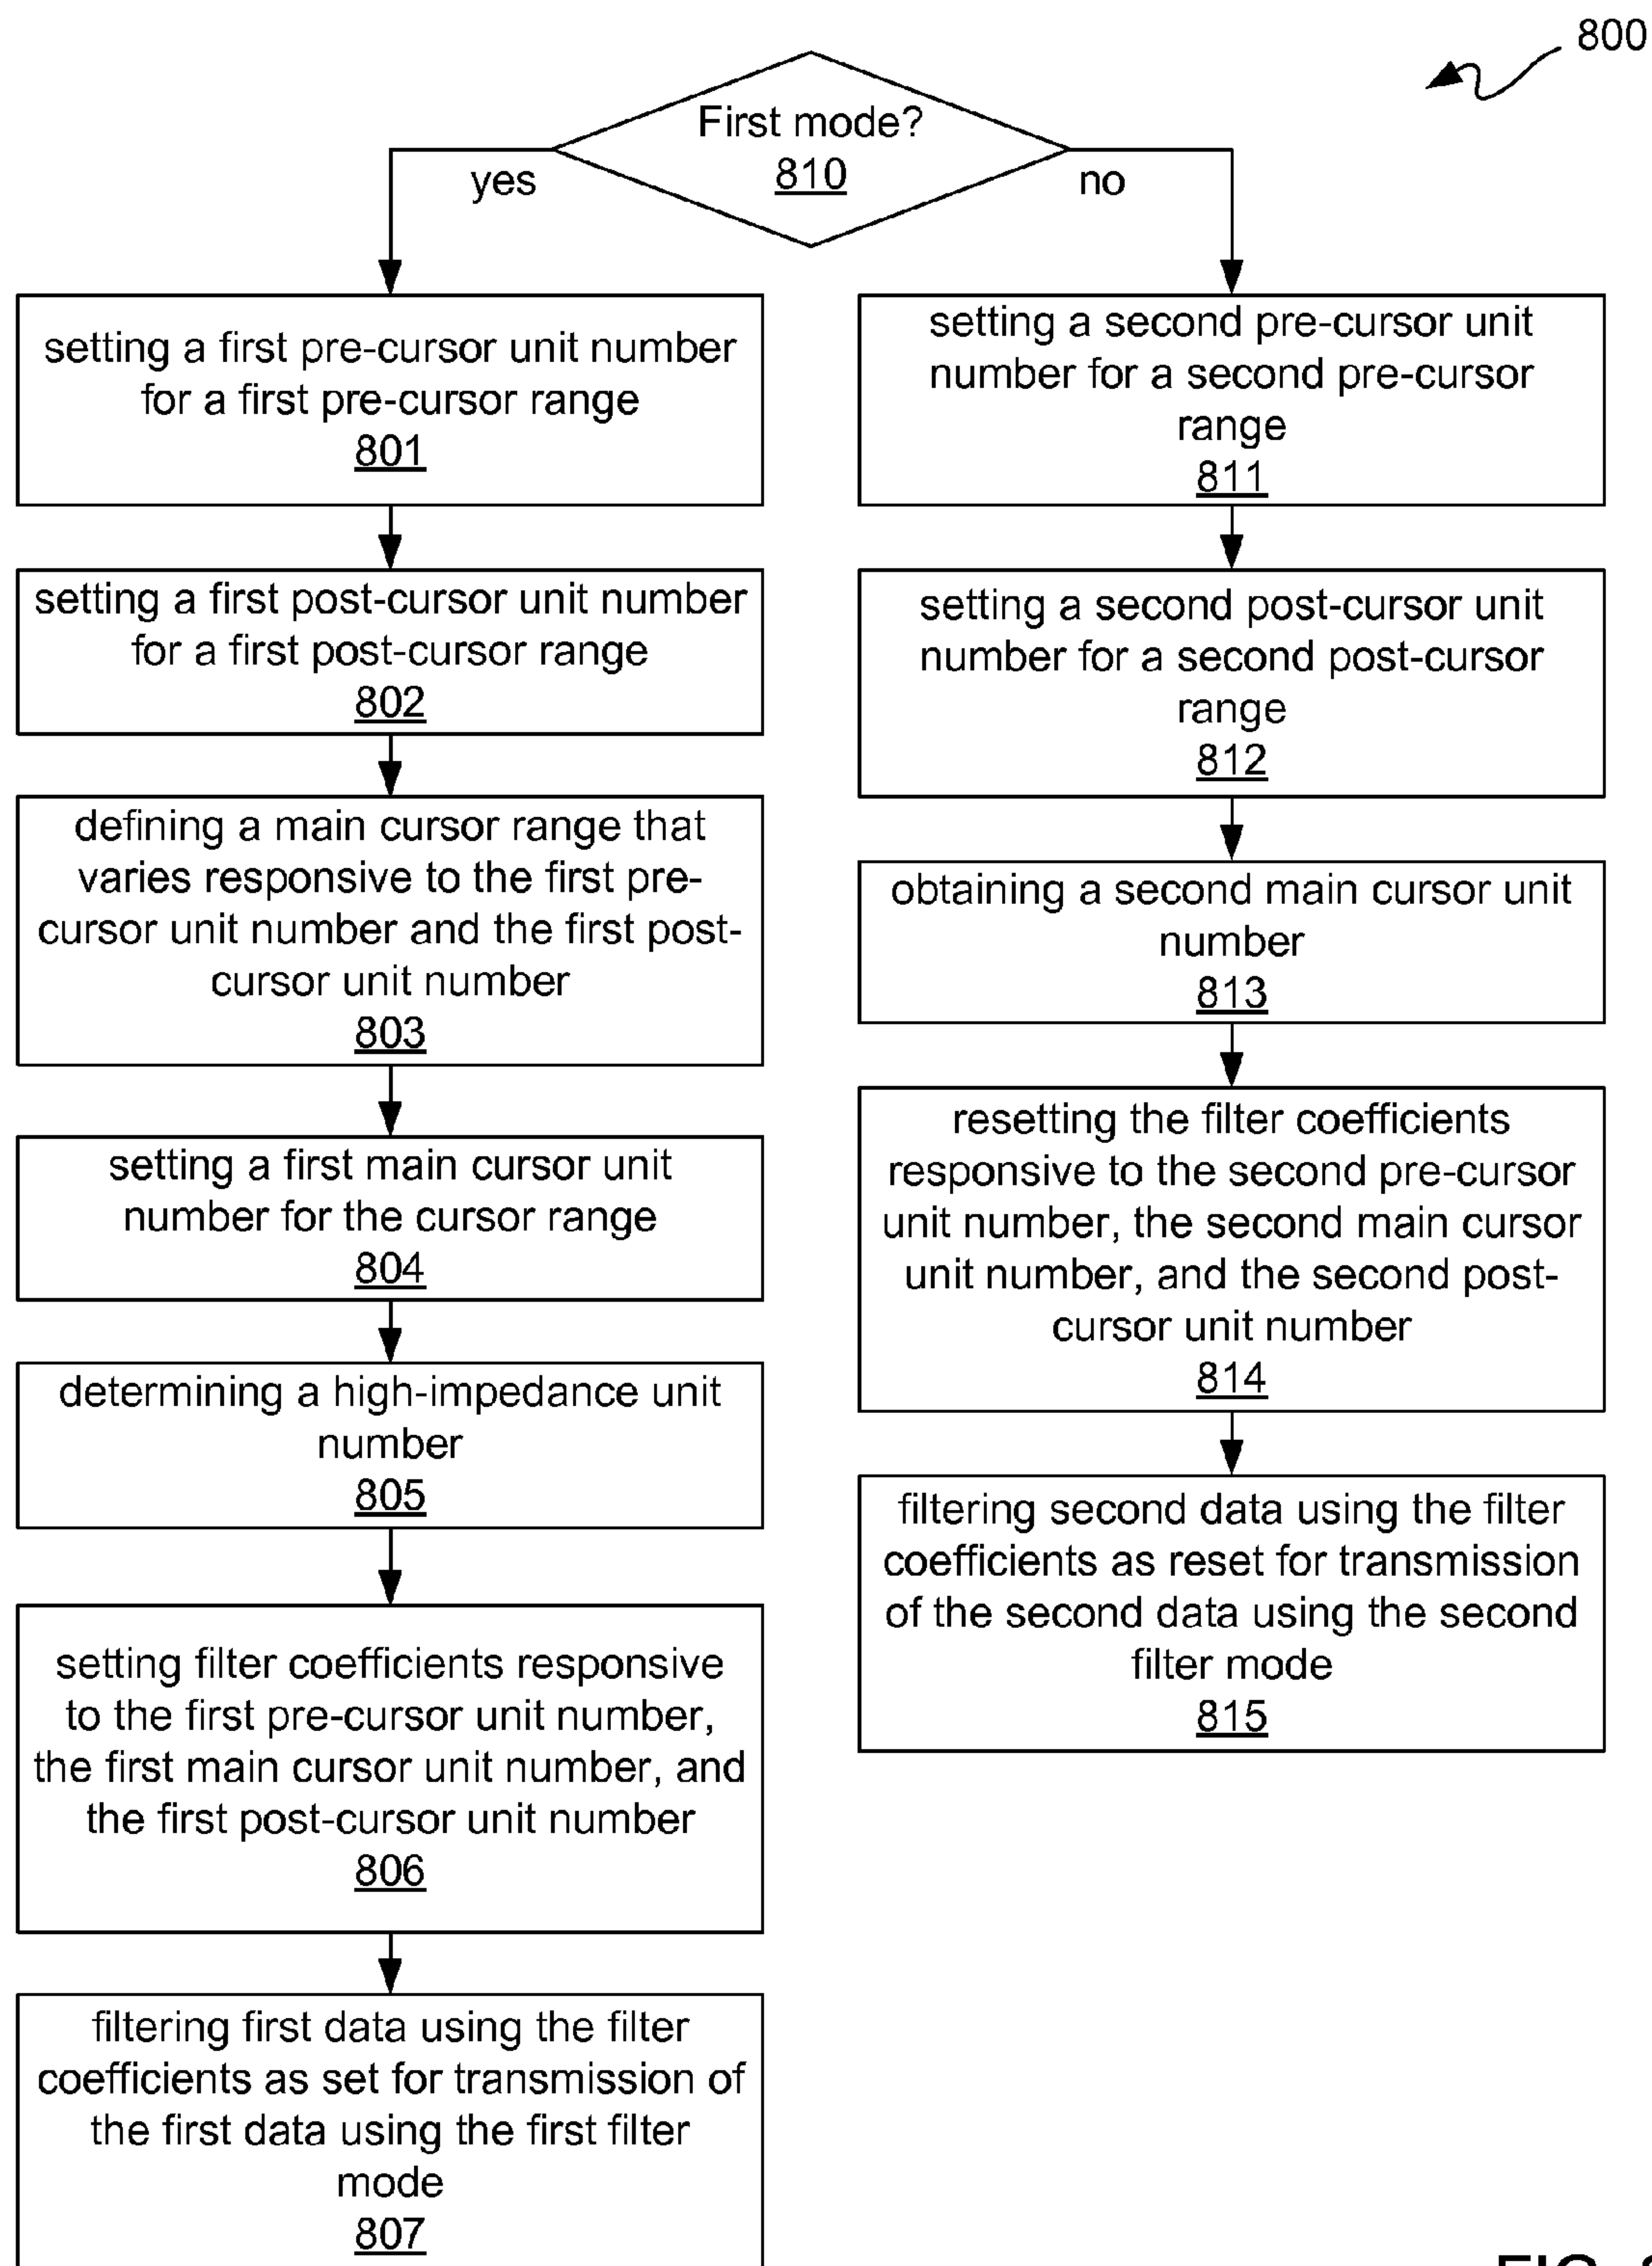 800
First mode?
810
yes
no
setting a first pre-cursor unit number
for a first pre-cursor range
801
setting a first post-cursor unit number
for a first post-cursor range
802
defining a main cursor range that
varies responsive to the first pre-
cursor unit number and the first post-
cursor unit number
803
setting a first main cursor unit
number for the cursor range
804
determining a high-impedance unit
number
805
setting filter coefficients responsive
to the first pre-cursor unit number,
the first main cursor unit number, and
the first post-cursor unit number
806
filtering first data using the filter
coefficients as set for transmission of
the first data using the first filter
mode
807
setting a second pre-cursor unit
number for a second pre-cursor
range
811
setting a second post-cursor unit
number for a second post-cursor
range
812
obtaining a second main cursor unit
number
813
resetting the filter coefficients
responsive to the second pre-cursor
unit number, the second main cursor
unit number, and the second post-
cursor unit number
814
filtering second data using the filter
coefficients as reset for transmission
of the second data using the second
filter mode
815